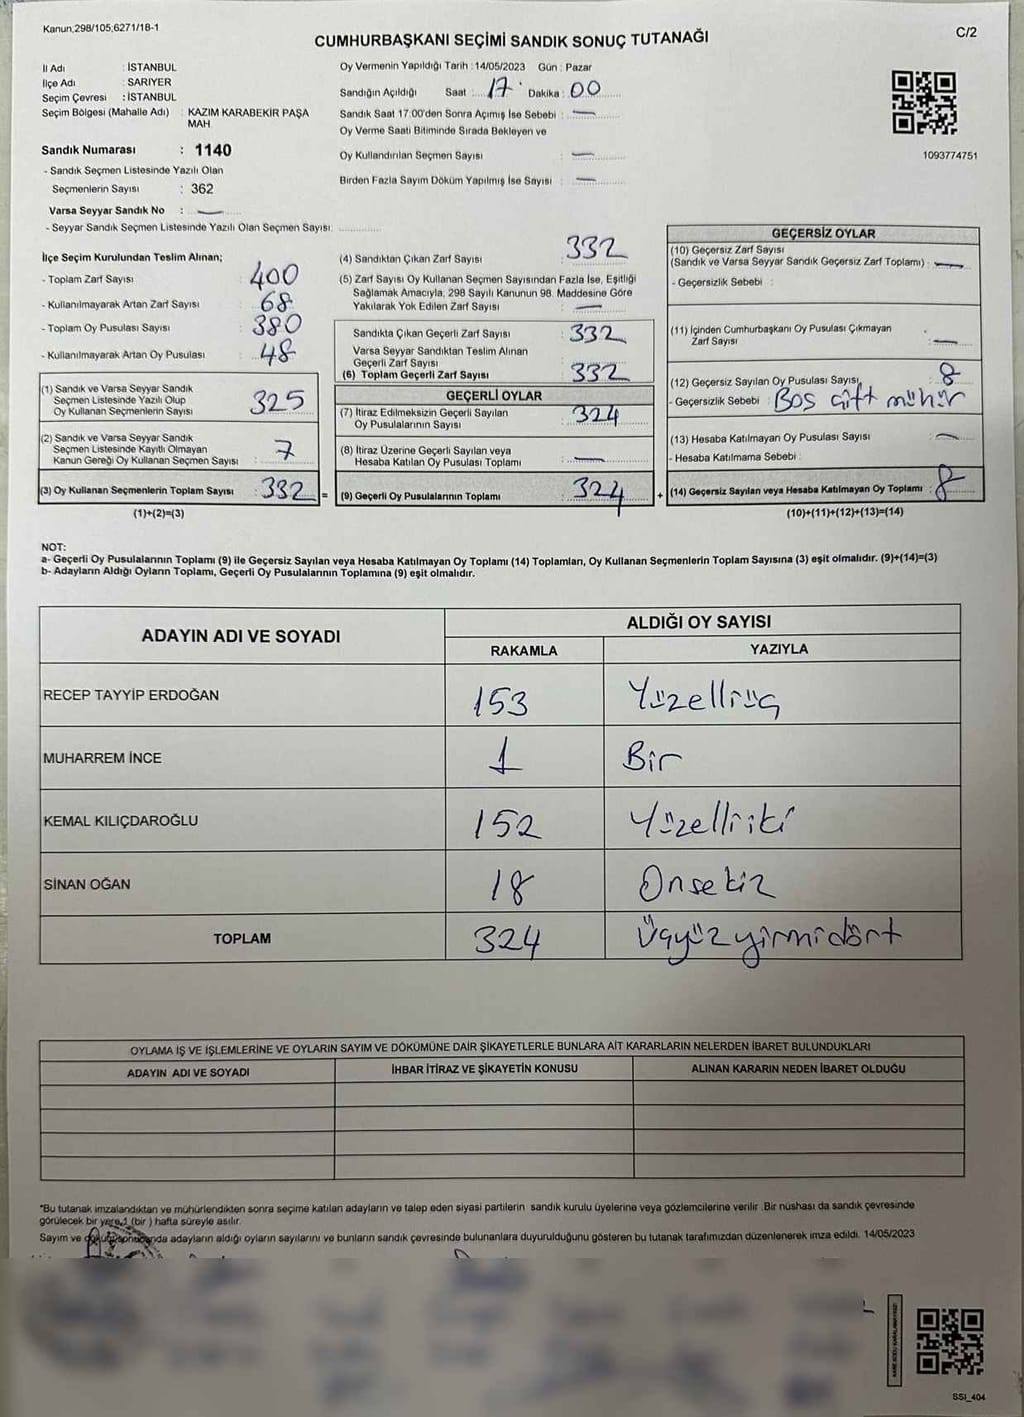 Kanun,298/105;6271/18-1
C/2
CUMHURBAŞKANI SEÇİMİ SANDIK SONUÇ TUTANAĞI
İl Adı : İSTANBUL
İlçe Adı : SARIYER
Seçim Çevresi : İSTANBUL
Seçim Bölgesi (Mahalle Adı) : KAZIM KARABEKİR PAŞA
MAH.
Sandık Numarası : 1140
- Sandık Seçmen Listesinde Yazılı Olan
Seçmenlerin Sayısı : 362
Varsa Seyyar Sandık No : —
- Seyyar Sandık Seçmen Listesinde Yazılı Olan Seçmen Sayısı: ............
Oy Vermenin Yapıldığı Tarih : 14/05/2023 Gün : Pazar
Sandığın Açıldığı Saat : 17 Dakika : 00
Sandık Saat 17:00'den Sonra Açımış İse Sebebi : —
Oy Verme Saati Bitiminde Sırada Bekleyen ve
Oy Kullandırılan Seçmen Sayısı : —
Birden Fazla Sayım Döküm Yapılmış İse Sayısı : —
1093774751
İlçe Seçim Kurulundan Teslim Alınan;
- Toplam Zarf Sayısı : 400
- Kullanılmayarak Artan Zarf Sayısı : 68
- Toplam Oy Pusulası Sayısı : 380
- Kullanılmayarak Artan Oy Pusulası : 48
(1) Sandık ve Varsa Seyyar Sandık
Seçmen Listesinde Yazılı Olup
Oy Kullanan Seçmenlerin Sayısı : 325
(2) Sandık ve Varsa Seyyar Sandık
Seçmen Listesinde Kayıtlı Olmayan
Kanun Gereği Oy Kullanan Seçmen Sayısı : 7
(3) Oy Kullanan Seçmenlerin Toplam Sayısı : 332 =
(1)+(2)=(3)
(4) Sandıktan Çıkan Zarf Sayısı : 332
(5) Zarf Sayısı Oy Kullanan Seçmen Sayısından Fazla İse, Eşitliği
Sağlamak Amacıyla, 298 Sayılı Kanunun 98. Maddesine Göre
Yakılarak Yok Edilen Zarf Sayısı : —
Sandıkta Çıkan Geçerli Zarf Sayısı : 332
Varsa Seyyar Sandıktan Teslim Alınan
Geçerli Zarf Sayısı
(6) Toplam Geçerli Zarf Sayısı : 332
GEÇERLİ OYLAR
(7) İtiraz Edilmeksizin Geçerli Sayılan
Oy Pusulalarının Sayısı : 324
(8) İtiraz Üzerine Geçerli Sayılan veya
Hesaba Katılan Oy Pusulası Toplamı : —
(9) Geçerli Oy Pusulalarının Toplamı : 324 +
GEÇERSİZ OYLAR
(10) Geçersiz Zarf Sayısı
(Sandık ve Varsa Seyyar Sandık Geçersiz Zarf Toplamı) : —
- Geçersizlik Sebebi :
(11) İçinden Cumhurbaşkanı Oy Pusulası Çıkmayan
Zarf Sayısı : —
(12) Geçersiz Sayılan Oy Pusulası Sayısı : 8
- Geçersizlik Sebebi : Boş çift mühür
(13) Hesaba Katılmayan Oy Pusulası Sayısı : —
- Hesaba Katılmama Sebebi :
(14) Geçersiz Sayılan veya Hesaba Katılmayan Oy Toplamı : 8
(10)+(11)+(12)+(13)=(14)
NOT:
a- Geçerli Oy Pusulalarının Toplamı (9) ile Geçersiz Sayılan veya Hesaba Katılmayan Oy Toplamı (14) Toplamları, Oy Kullanan Seçmenlerin Toplam Sayısına (3) eşit olmalıdır. (9)+(14)=(3)
b- Adayların Aldığı Oyların Toplamı, Geçerli Oy Pusulalarının Toplamına (9) eşit olmalıdır.
ADAYIN ADI VE SOYADI
ALDIĞI OY SAYISI
RAKAMLA YAZIYLA
RECEP TAYYİP ERDOĞAN 153 Yüzelliüç
MUHARREM İNCE 1 Bir
KEMAL KILIÇDAROĞLU 152 Yüzelliiki
SİNAN OĞAN 18 Onsekiz
TOPLAM 324 Üçyüzyirmidört
OYLAMA İŞ VE İŞLEMLERİNE VE OYLARIN SAYIM VE DÖKÜMÜNE DAİR ŞİKAYETLERLE BUNLARA AİT KARARLARIN NELERDEN İBARET BULUNDUKLARI
ADAYIN ADI VE SOYADI İHBAR İTİRAZ VE ŞİKAYETİN KONUSU ALINAN KARARIN NEDEN İBARET OLDUĞU
*Bu tutanak imzalandıktan ve mühürlendikten sonra seçime katılan adayların ve talep eden siyasi partilerin sandık kurulu üyelerine veya gözlemcilerine verilir .Bir nüshası da sandık çevresinde
görülecek bir yere 1 (bir ) hafta süreyle asılır.
Sayım ve döküm sonucunda adayların aldığı oyların sayılarını ve bunların sandık çevresinde bulunanlara duyurulduğunu gösteren bu tutanak tarafımızdan düzenlenerek imza edildi. 14/05/2023
SSI_404